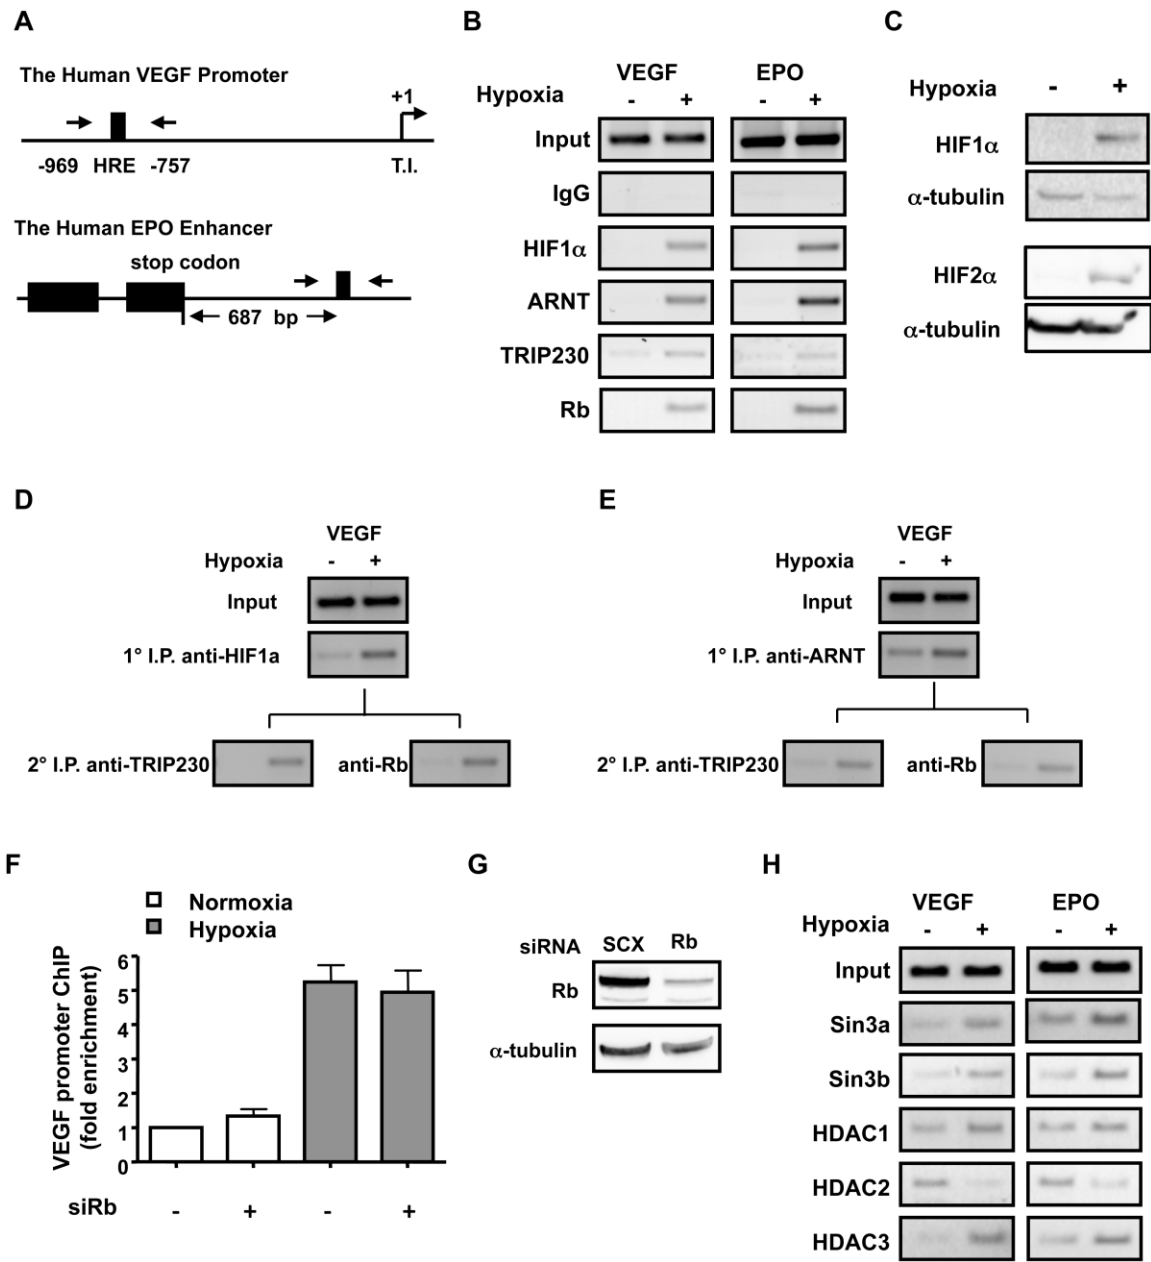 A
The Human VEGF Promoter
+1
-969 HRE -757 T.I.
The Human EPO Enhancer
stop codon
687 bp
B
VEGF EPO
Hypoxia - + - +
Input
IgG
HIF1α
ARNT
TRIP230
Rb
C
Hypoxia - +
HIF1α
α-tubulin
HIF2α
α-tubulin
D
VEGF
Hypoxia - +
Input
1° I.P. anti-HIF1a
2° I.P. anti-TRIP230 anti-Rb
E
VEGF
Hypoxia - +
Input
1° I.P. anti-ARNT
2° I.P. anti-TRIP230 anti-Rb
F
Normoxia
Hypoxia
VEGF promoter ChIP
(fold enrichment)
6
5
4
3
2
1
0
siRb - + - +
G
siRNA SCX Rb
Rb
α-tubulin
H
VEGF EPO
Hypoxia - + - +
Input
Sin3a
Sin3b
HDAC1
HDAC2
HDAC3